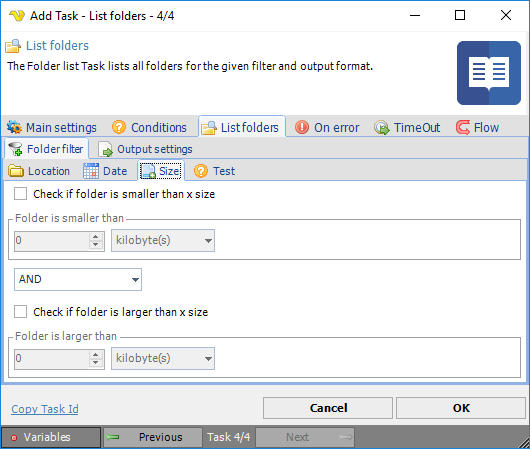 Add Task - List folders - 4/4
List folders
The Folder list Task lists all folders for the given filter and output format.
Main settings Conditions List folders On error TimeOut Flow
Folder filter Output settings
Location Date Size Test
Check if folder is smaller than x size
Folder is smaller than
0 kilobyte(s)
AND
Check if folder is larger than x size
Folder is larger than
0 kilobyte(s)
Copy Task Id Cancel OK
Variables Previous Task 4/4 Next